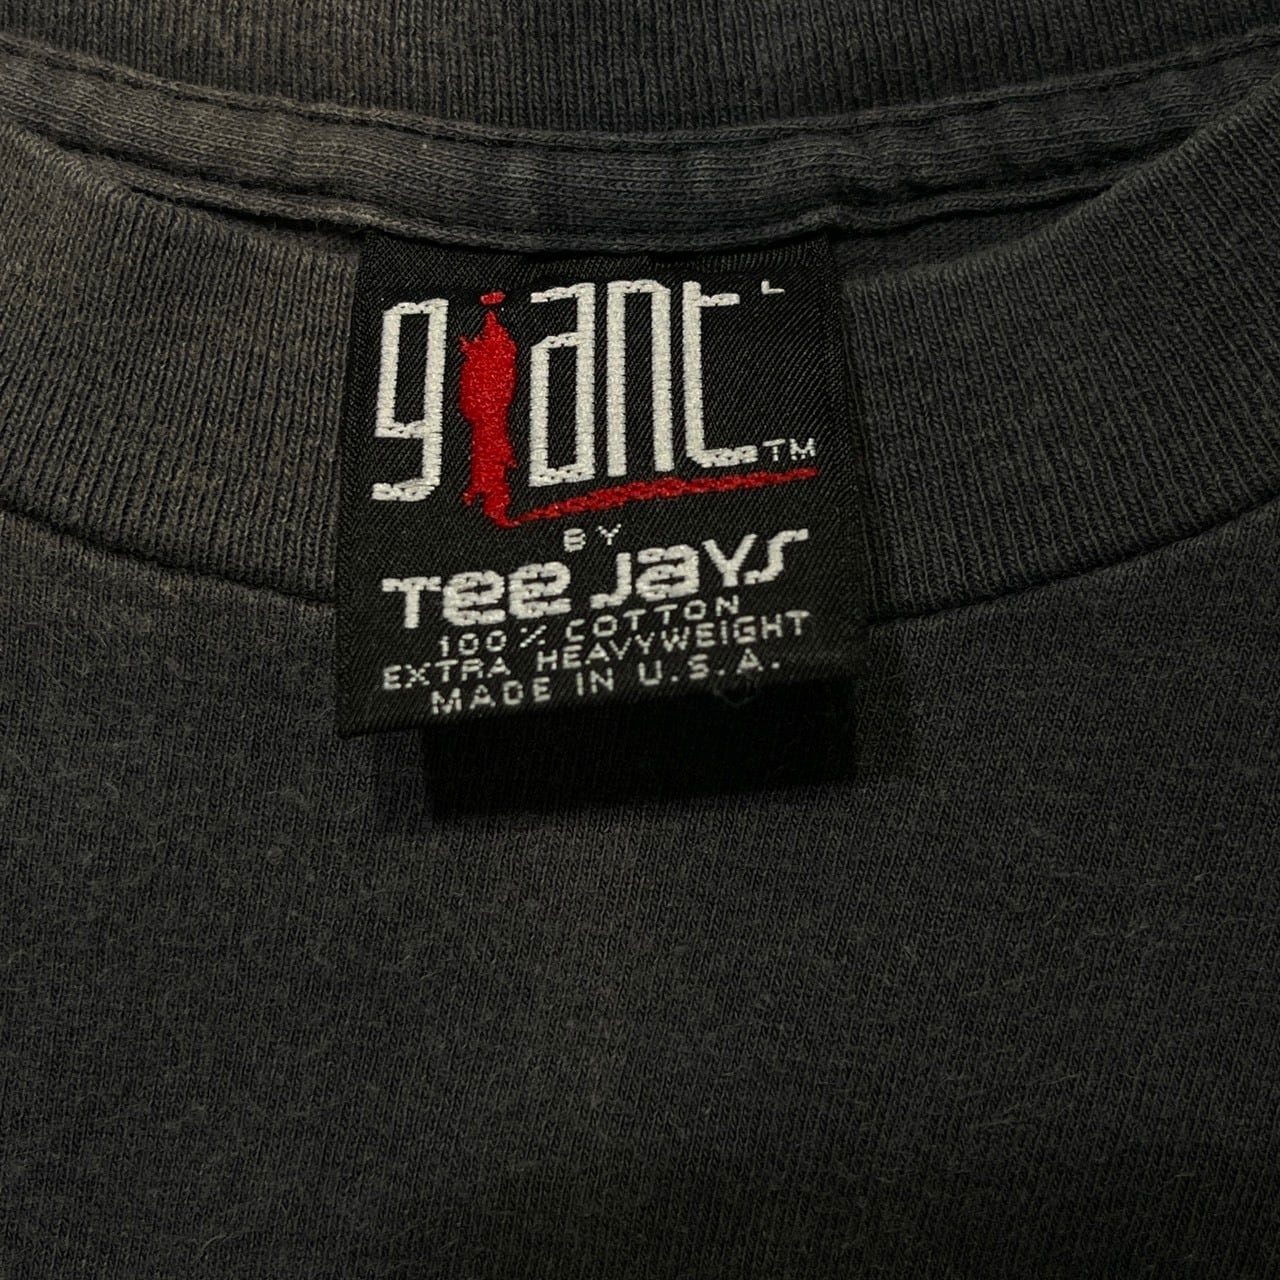 giant L
TM
BY
Tee Jays
100% COTTON
EXTRA HEAVYWEIGHT
MADE IN U.S.A.